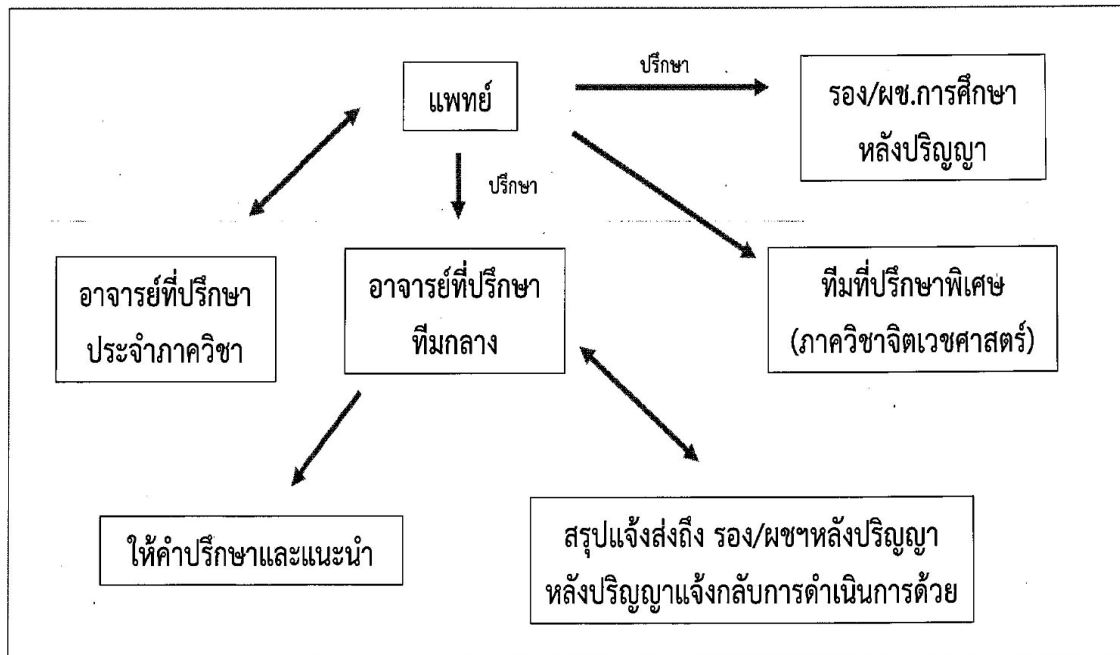 ปรึกษา
แพทย์
รอง/ผช.การศึกษา
หลังปริญญา
ปรึกษา
อาจารย์ที่ปรึกษา
ประจำภาควิชา
อาจารย์ที่ปรึกษา
ทีมกลาง
ทีมที่ปรึกษาพิเศษ
(ภาควิชาจิตเวชศาสตร์)
ให้คำปรึกษาและแนะนำ
สรุปแจ้งส่งถึง รอง/ผชฯหลังปริญญา
หลังปริญญาแจ้งกลับการดำเนินการด้วย